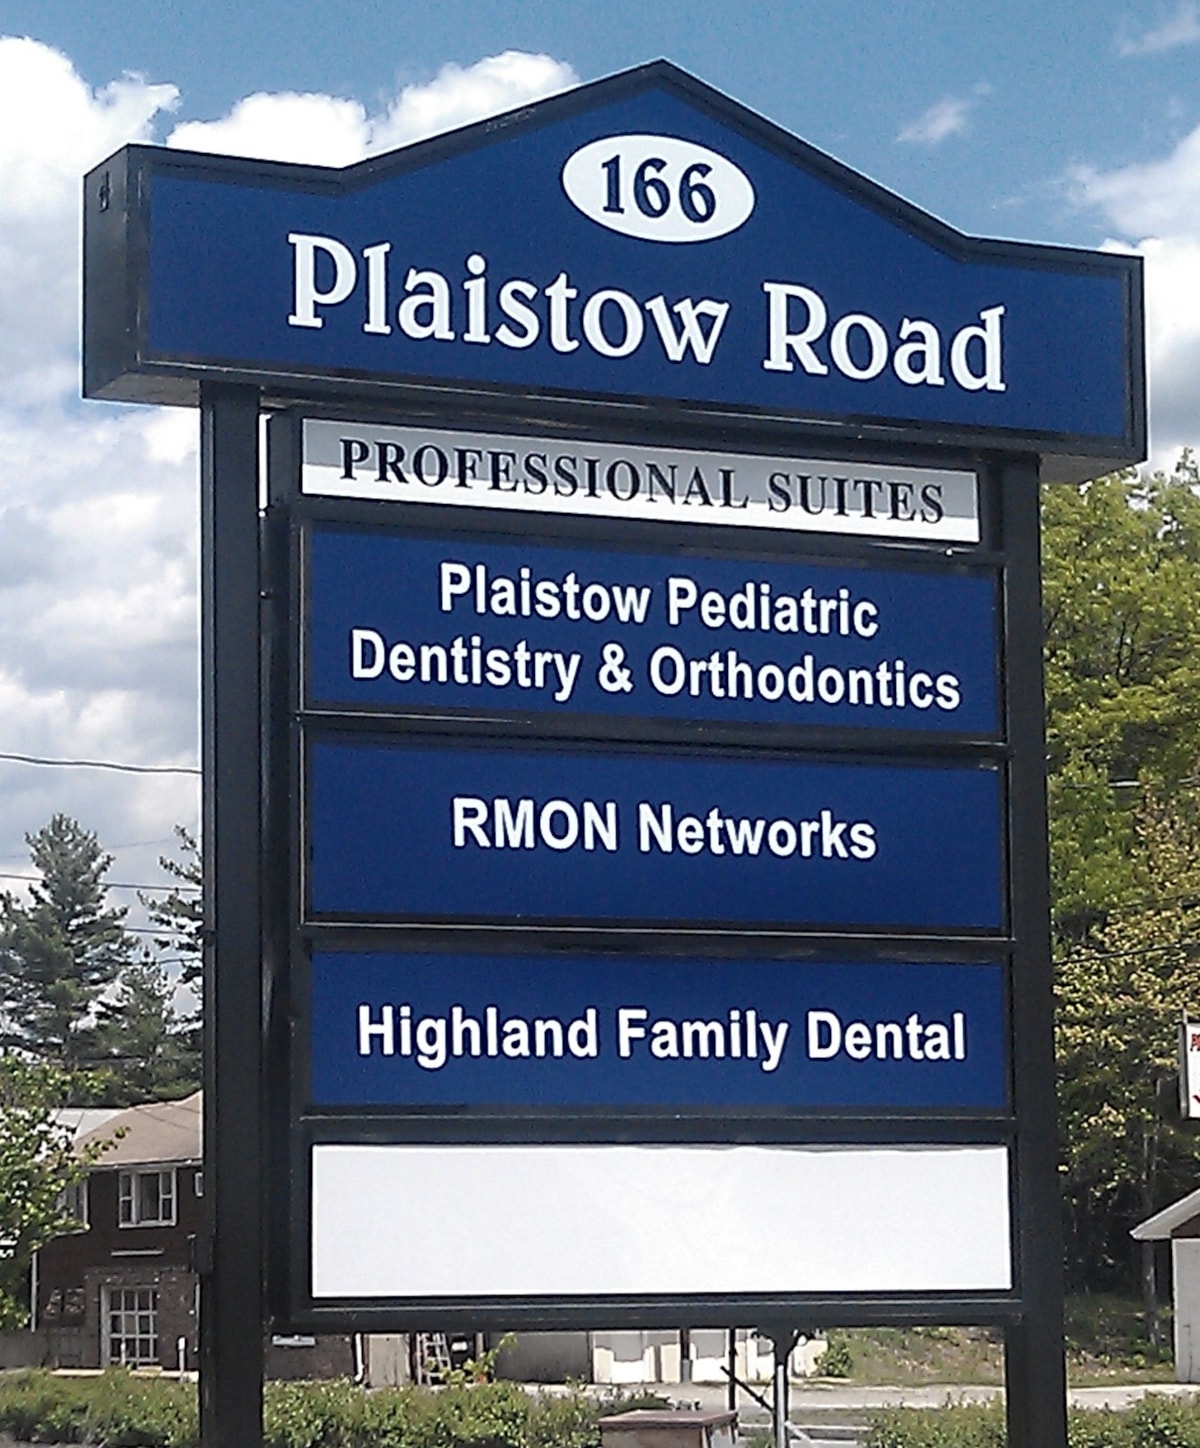 166
Plaistow Road
PROFESSIONAL SUITES
Plaistow Pediatric
Dentistry & Orthodontics
RMON Networks
Highland Family Dental